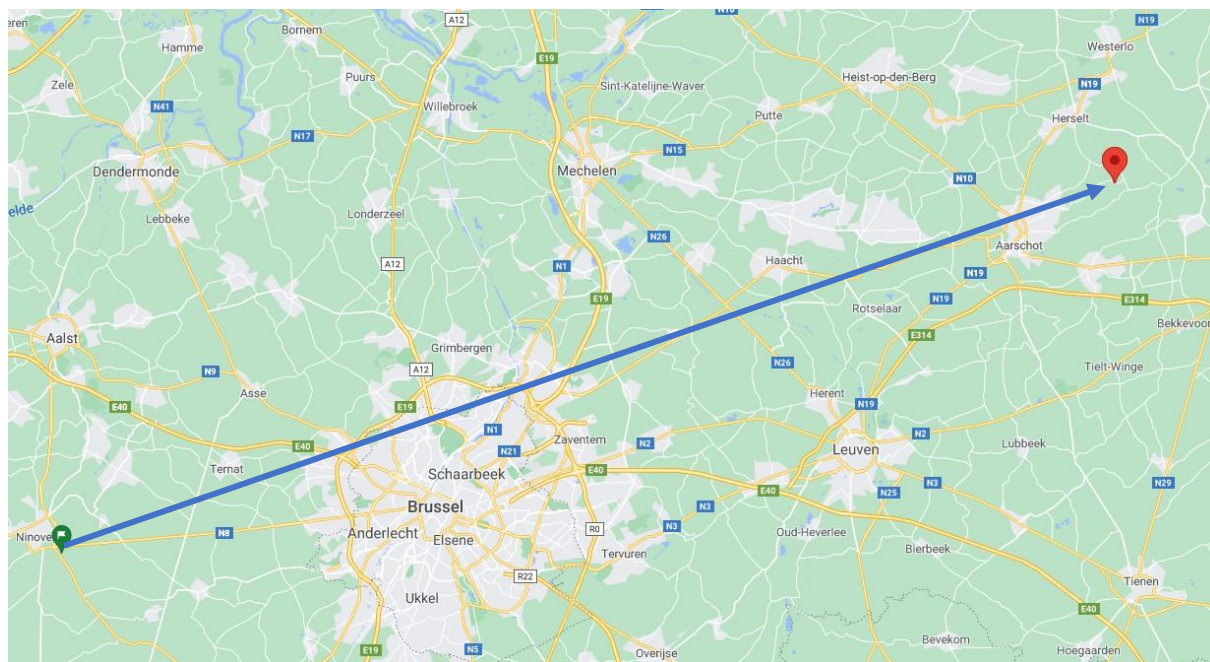 A12
N10
N19
eren
Bornem
Westerlo
Hamme
E19
Zele
Puurs
Sint-Katelijne-Waver
Heist-op-den-Berg
N19
N41
Willebroek
Putte
Herselt
N17
N15
Dendermonde
Mechelen
N10
elde
Lebbeke
Londerzeel
N26
Aarschot
A12
N1
Haacht
N19
E19
Rotselaar
N19
E314
Bekkevoor
Aalst
Grimbergen
E314
N9
A12
N26
Tielt-Winge
Asse
Herent
E40
E19
N19
N1
Zaventem
N2
N2
E40
N21
Lubbeek
Ternat
Schaarbeek
E40
Leuven
N3
N29
E40
N25
Brussel
N3
Ninove
N8
Anderlecht
Elsene
R0
N3
Oud-Heverlee
Bierbeek
Tervuren
R22
Tienen
Ukkel
E40
N5
Overijse
Bevekom
Hoegaarden